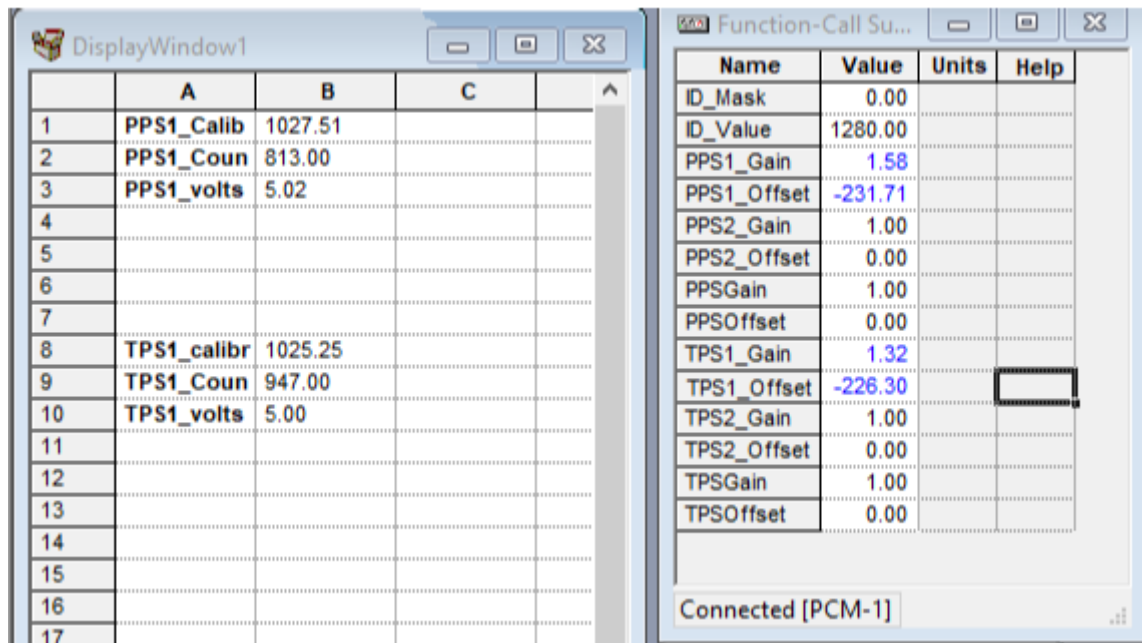 DisplayWindow1
A B C
1 PPS1_Calib 1027.51
2 PPS1_Coun 813.00
3 PPS1_volts 5.02
4
5
6
7
8 TPS1_calibr 1025.25
9 TPS1_Coun 947.00
10 TPS1_volts 5.00
11
12
13
14
15
16
17
Function-Call Su...
Name Value Units Help
ID_Mask 0.00
ID_Value 1280.00
PPS1_Gain 1.58
PPS1_Offset -231.71
PPS2_Gain 1.00
PPS2_Offset 0.00
PPSGain 1.00
PPSOffset 0.00
TPS1_Gain 1.32
TPS1_Offset -226.30
TPS2_Gain 1.00
TPS2_Offset 0.00
TPSGain 1.00
TPSOffset 0.00
Connected [PCM-1]